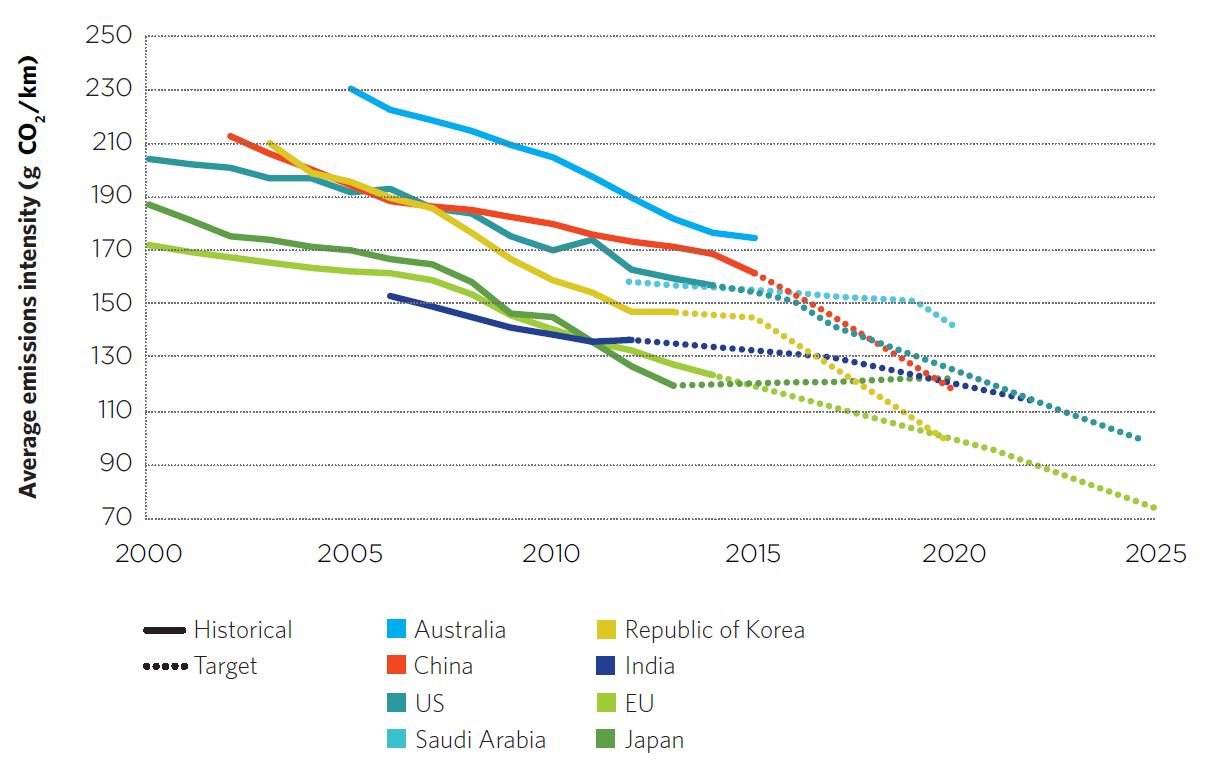 Average emissions intensity (g CO₂/km)
250
230
210
190
170
150
130
110
90
70
2000 2005 2010 2015 2020 2025
Historical Australia Republic of Korea
Target China India
US EU
Saudi Arabia Japan